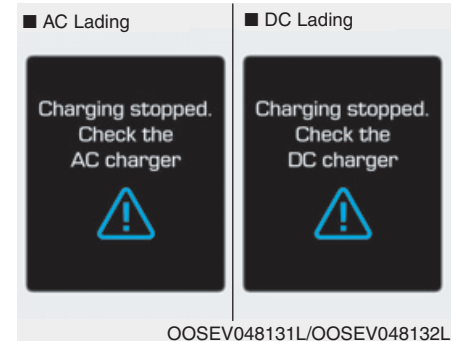 ■ AC Lading
Charging stopped.
Check the
AC charger
■ DC Lading
Charging stopped.
Check the
DC charger
OOSEV048131L/OOSEV048132L